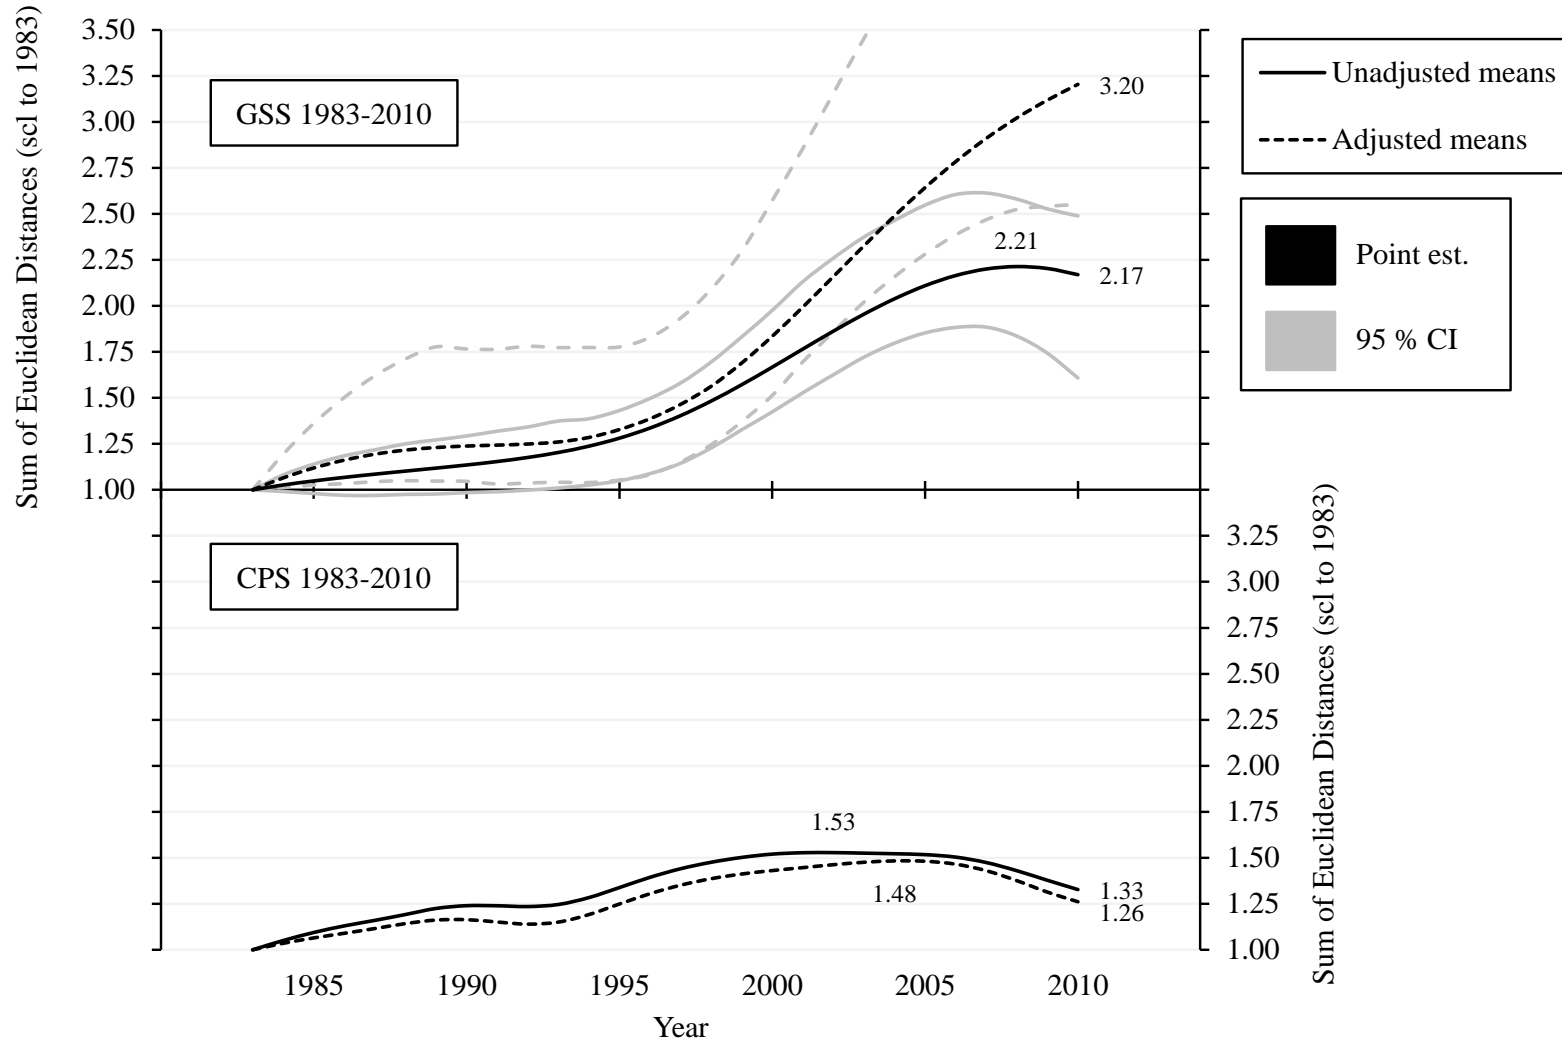 Sum of Euclidean Distances (scl to 1983)
3.50
3.25
3.00
2.75
2.50
2.25
2.00
1.75
1.50
1.25
1.00
GSS 1983-2010
3.20
2.21
2.17
Unadjusted means
Adjusted means
Point est.
95 % CI
CPS 1983-2010
1.53
1.48
1.33
1.26
3.25
3.00
2.75
2.50
2.25
2.00
1.75
1.50
1.25
1.00
Sum of Euclidean Distances (scl to 1983)
1985 1990 1995 2000 2005 2010
Year